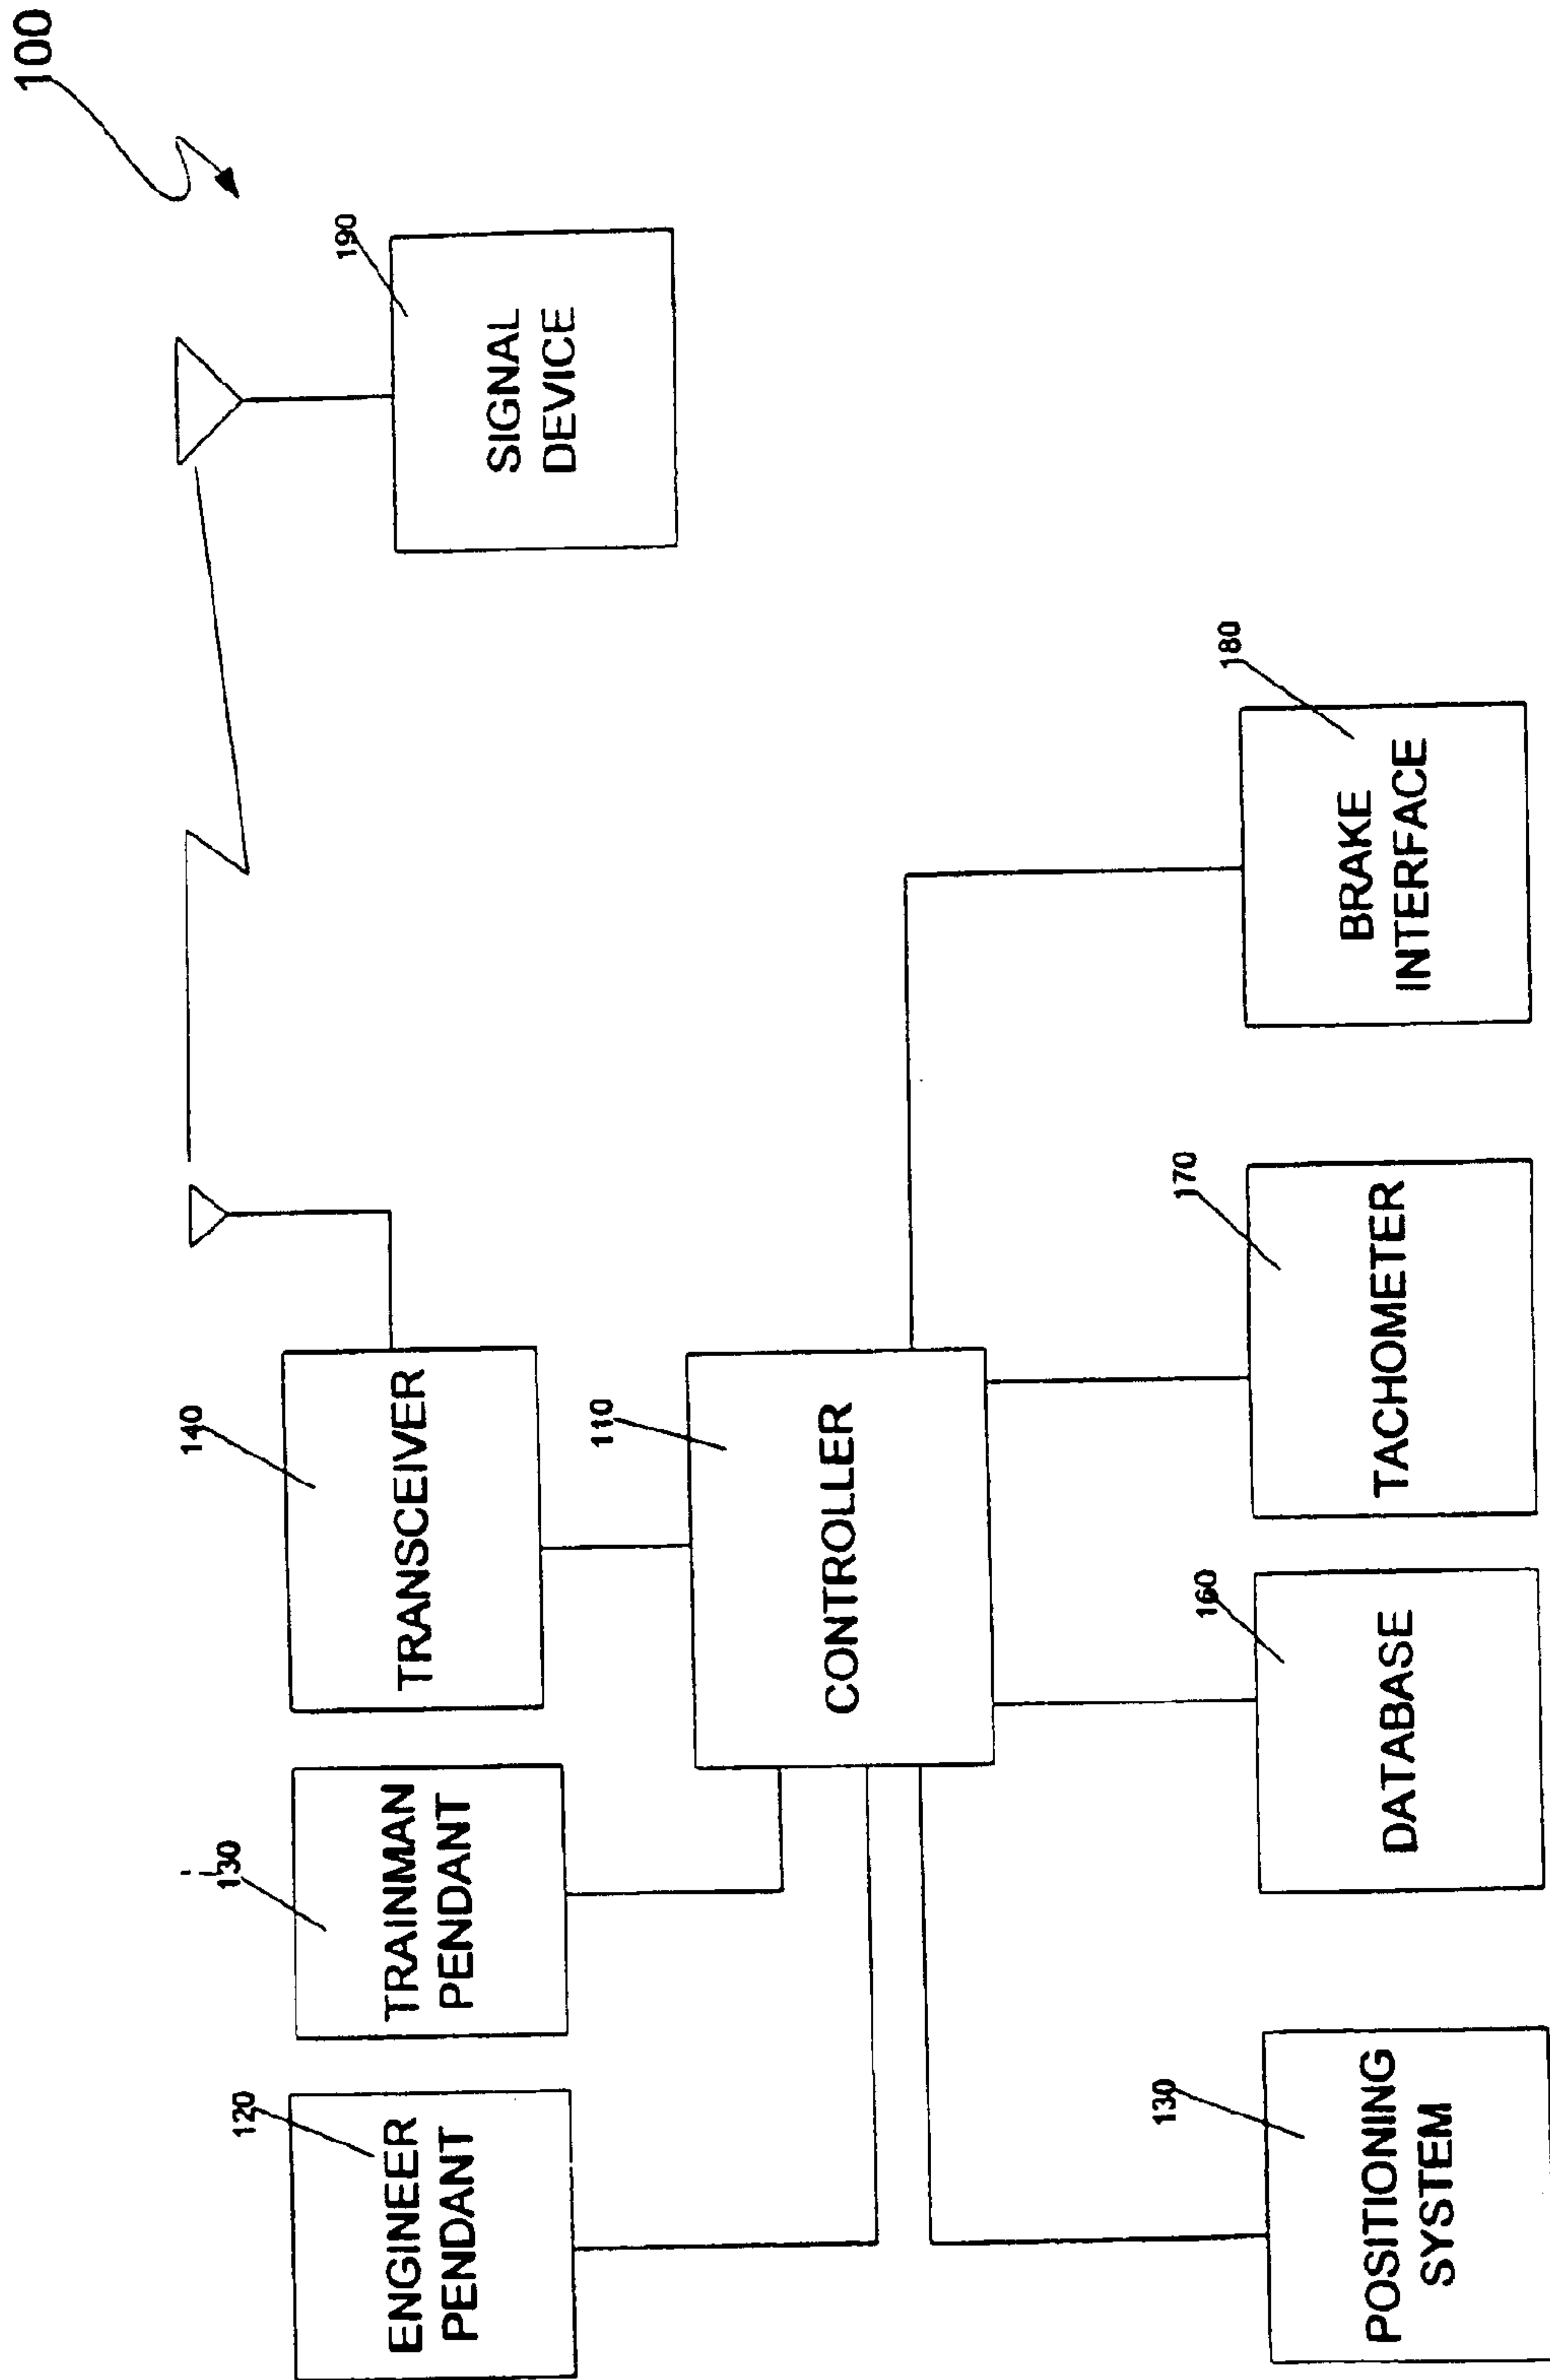 100
140
TRANSCEIVER
130
TRAINMAN
PENDANT
120
ENGINEER
PENDANT
190
SIGNAL
DEVICE
110
CONTROLLER
130
POSITIONING
SYSTEM
160
DATABASE
170
TACHOMETER
180
BRAKE
INTERFACE